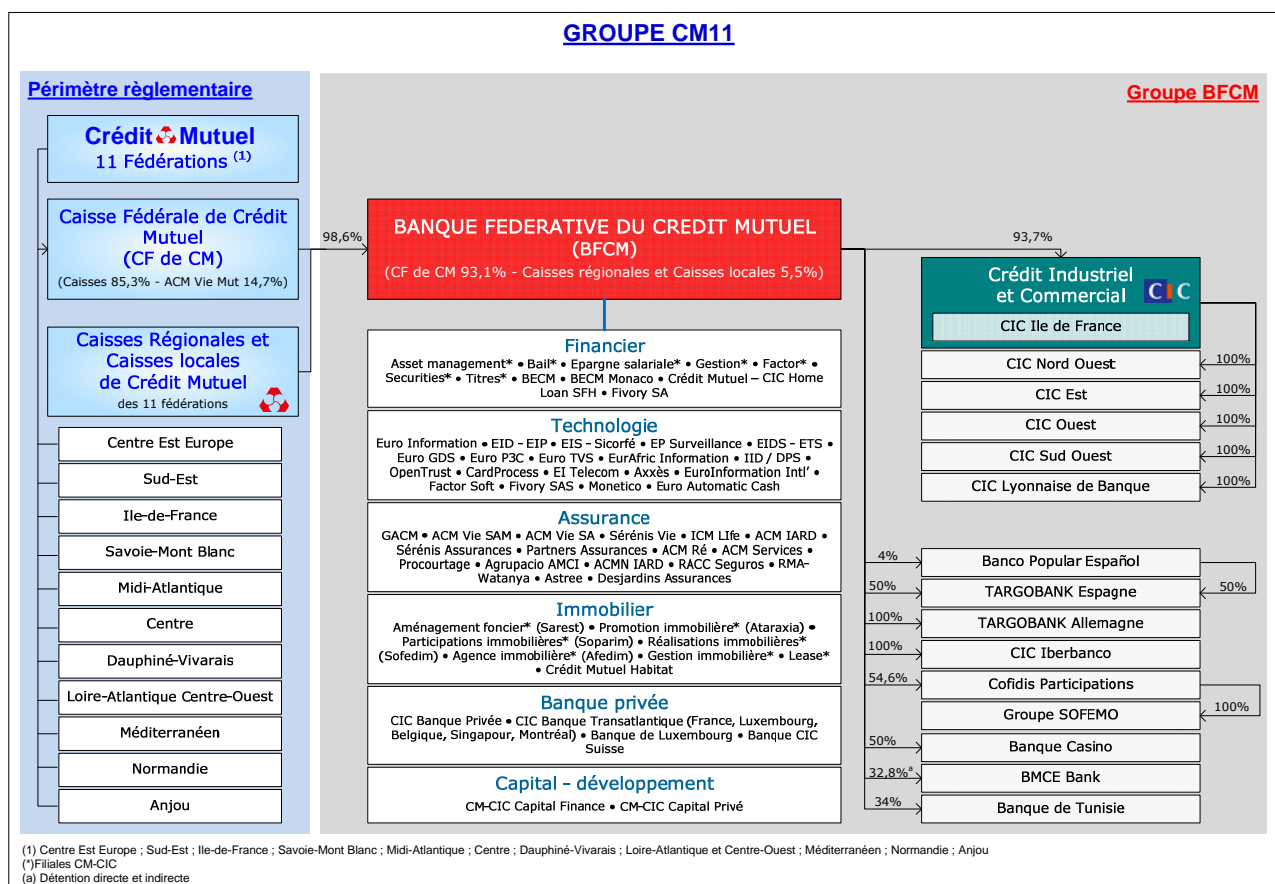 GROUPE CM11
Périmètre règlementaire
Crédit Mutuel
11 Fédérations (1)
Caisse Fédérale de Crédit
Mutuel
(CF de CM)
(Caisses 85,3% - ACM Vie Mut 14,7%)
Caisses Régionales et
Caisses locales
de Crédit Mutuel
des 11 fédérations
Centre Est Europe
Sud-Est
Ile-de-France
Savoie-Mont Blanc
Midi-Atlantique
Centre
Dauphiné-Vivarais
Loire-Atlantique Centre-Ouest
Méditerranéen
Normandie
Anjou
Groupe BFCM
98,6%
BANQUE FEDERATIVE DU CREDIT MUTUEL
(BFCM)
(CF de CM 93,1% - Caisses régionales et Caisses locales 5,5%)
Financier
Asset management* • Bail* • Epargne salariale* • Gestion* • Factor* •
Securities* • Titres* • BECM • BECM Monaco • Crédit Mutuel – CIC Home
Loan SFH • Fivory SA
Technologie
Euro Information • EID – EIP • EIS – Sicorfé • EP Surveillance • EIDS – ETS •
Euro GDS • Euro P3C • Euro TVS • EurAfric Information • IID / DPS •
OpenTrust • CardProcess • EI Telecom • Axxès • EuroInformation Intl’ •
Factor Soft • Fivory SAS • Monetico • Euro Automatic Cash
Assurance
GACM • ACM Vie SAM • ACM Vie SA • Sérénis Vie • ICM LIfe • ACM IARD •
Sérénis Assurances • Partners Assurances • ACM Ré • ACM Services •
Procourtage • Agrupacio AMCI • ACMN IARD • RACC Seguros • RMA-
Watanya • Astree • Desjardins Assurances
Immobilier
Aménagement foncier* (Sarest) • Promotion immobilière* (Ataraxia) •
Participations immobilières* (Soparim) • Réalisations immobilières*
(Sofedim) • Agence immobilière* (Afedim) • Gestion immobilière* • Lease*
• Crédit Mutuel Habitat
Banque privée
CIC Banque Privée • CIC Banque Transatlantique (France, Luxembourg,
Belgique, Singapour, Montréal) • Banque de Luxembourg • Banque CIC
Suisse
Capital – développement
CM-CIC Capital Finance • CM-CIC Capital Privé
93,7%
Crédit Industriel
et Commercial
CIC
CIC Ile de France
CIC Nord Ouest
100%
CIC Est
100%
CIC Ouest
100%
CIC Sud Ouest
100%
CIC Lyonnaise de Banque
100%
4%
Banco Popular Español
50%
TARGOBANK Espagne
50%
100%
TARGOBANK Allemagne
100%
CIC Iberbanco
54,6%
Cofidis Participations
Groupe SOFEMO
100%
50%
Banque Casino
32,8%a
BMCE Bank
34%
Banque de Tunisie
(1) Centre Est Europe ; Sud-Est ; Ile-de-France ; Savoie-Mont Blanc ; Midi-Atlantique ; Centre ; Dauphiné-Vivarais ; Loire-Atlantique et Centre-Ouest ; Méditerranéen ; Normandie ; Anjou
(*)Filiales CM-CIC
(a) Détention directe et indirecte